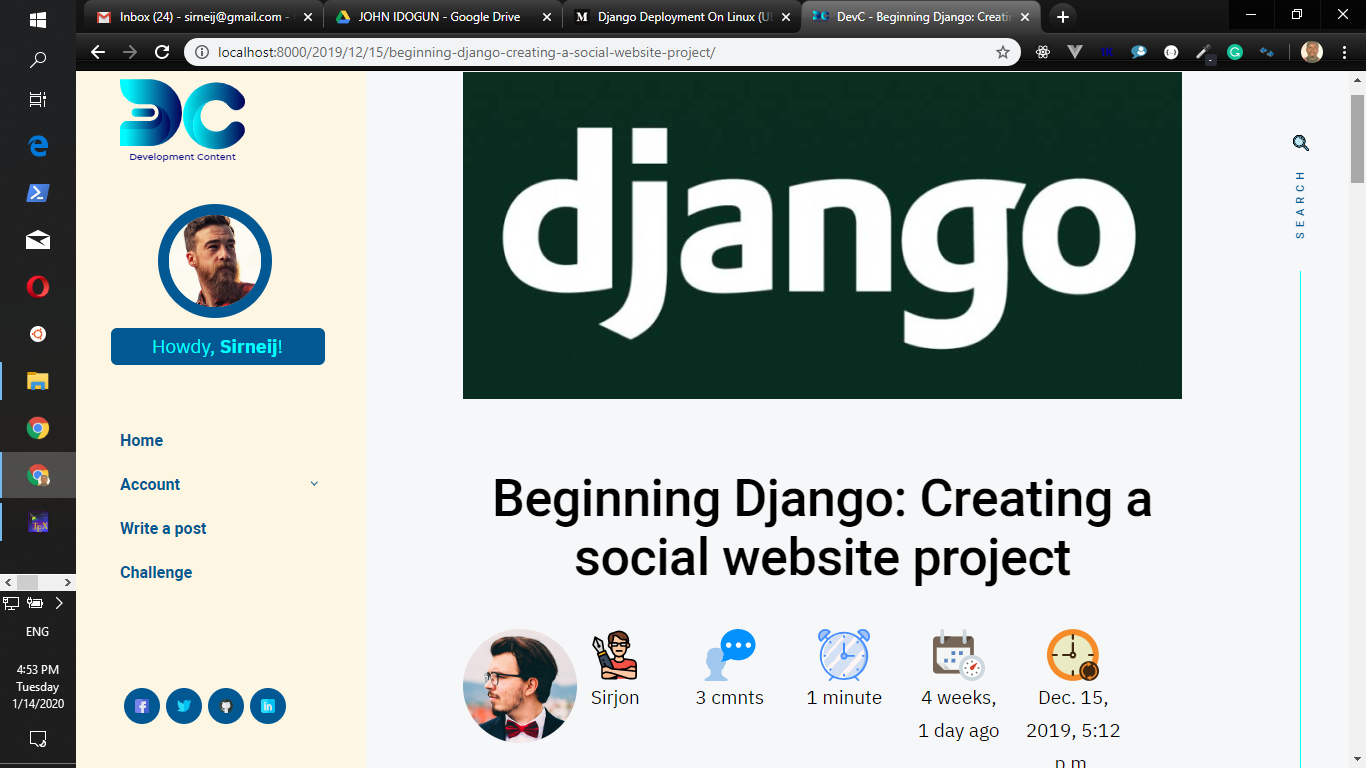 Inbox (24) - sirneij@gmail.com -
JOHN IDOGUN - Google Drive
Django Deployment On Linux (U
DevC - Beginning Django: Creati
localhost:8000/2019/12/15/beginning-django-creating-a-social-website-project/
DC
Development Content
Howdy, Sirneij!
Home
Account
Write a post
Challenge
django
SEARCH
Beginning Django: Creating a
social website project
Sirjon
3 cmnts
1 minute
4 weeks,
1 day ago
Dec. 15,
2019, 5:12
p.m.
ENG
4:53 PM
Tuesday
1/14/2020